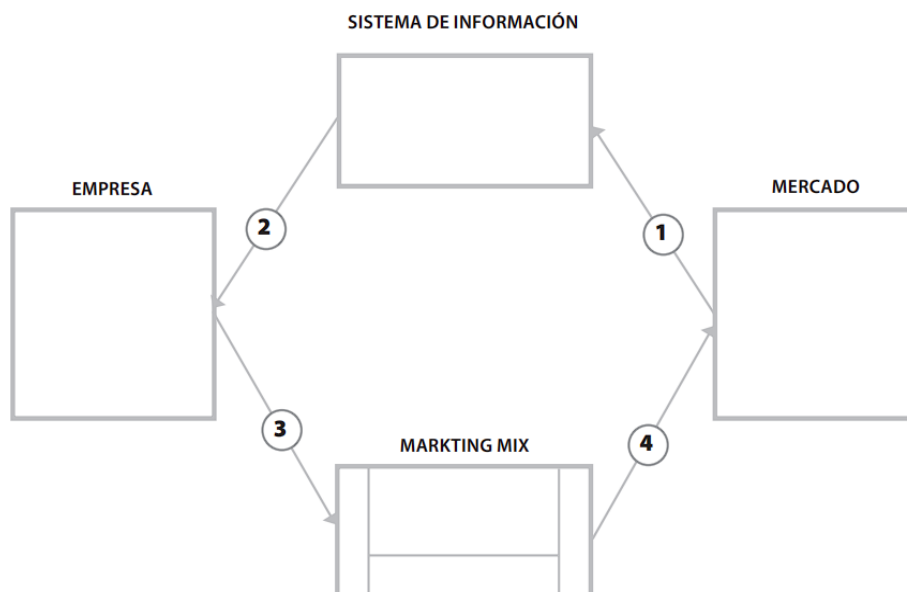 SISTEMA DE INFORMACIÓN
EMPRESA
MERCADO
2
1
3
4
MARKTING MIX